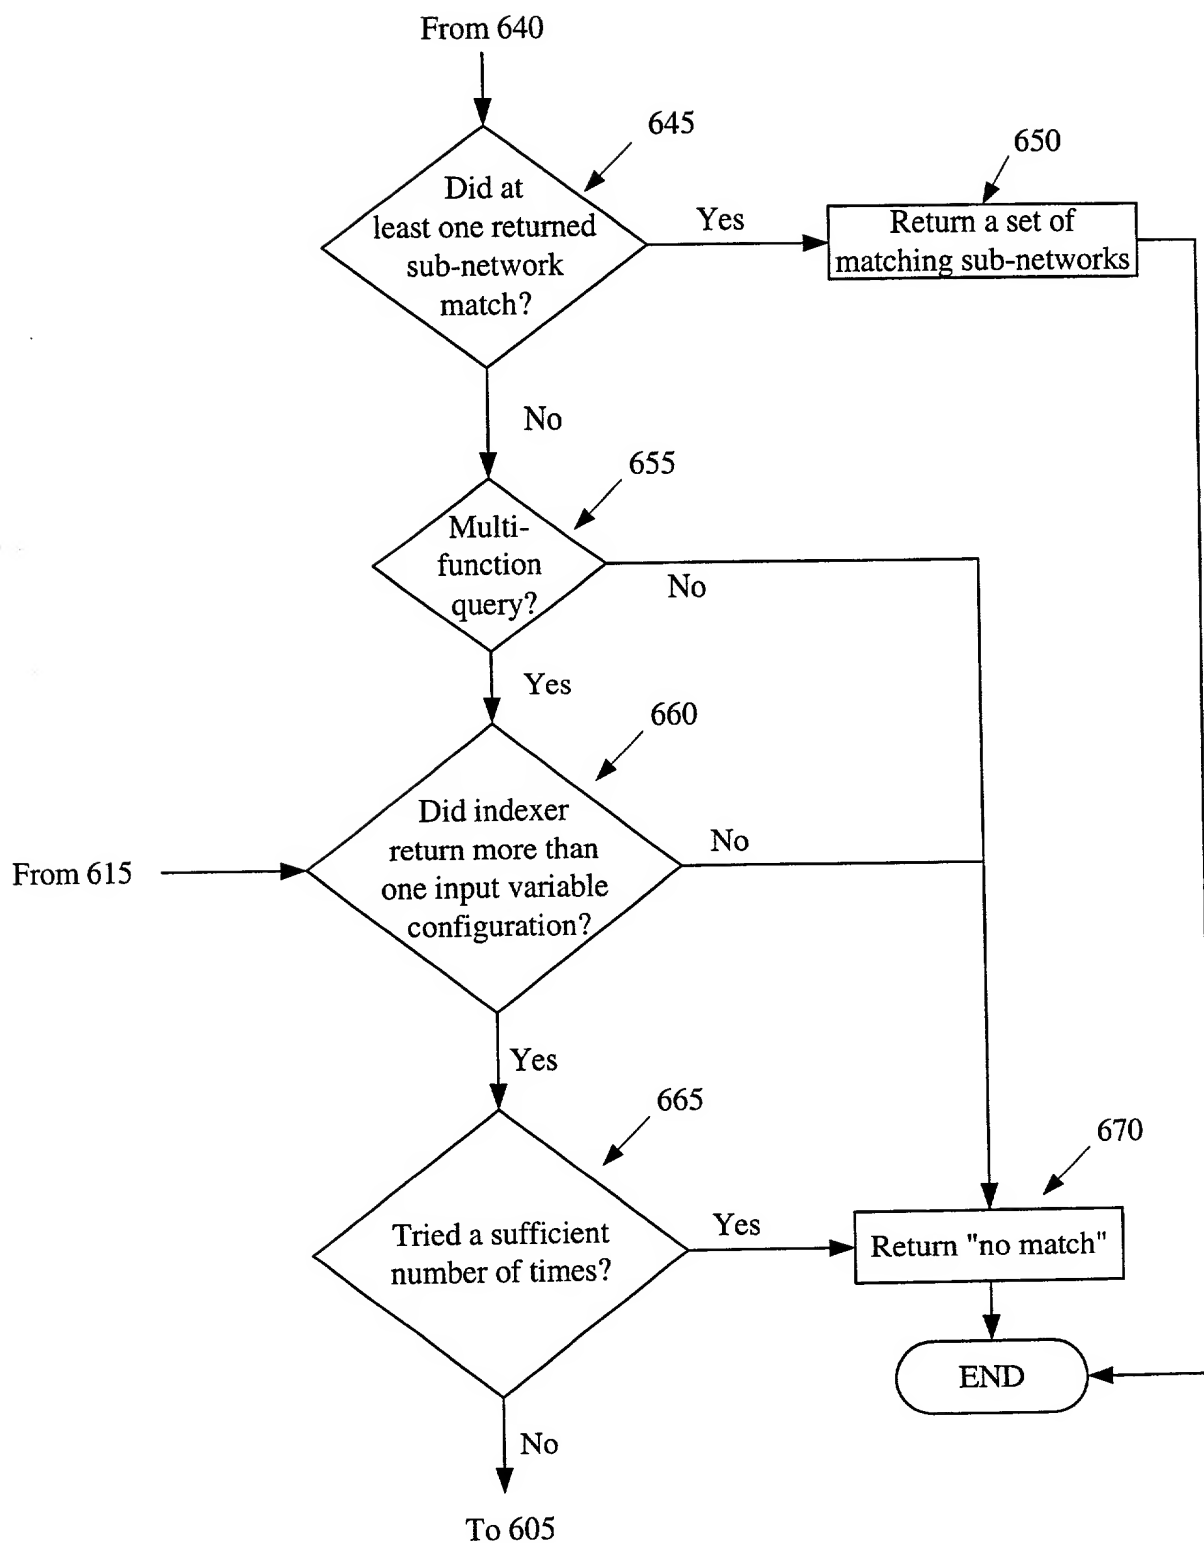 From 640
645
650
Did at
least one returned
sub-network
match?
Yes
Return a set of
matching sub-networks
No
655
Multi-
function
query?
No
Yes
660
Did indexer
return more than
one input variable
configuration?
No
From 615
Yes
665
670
Tried a sufficient
number of times?
Yes
Return "no match"
END
No
To 605